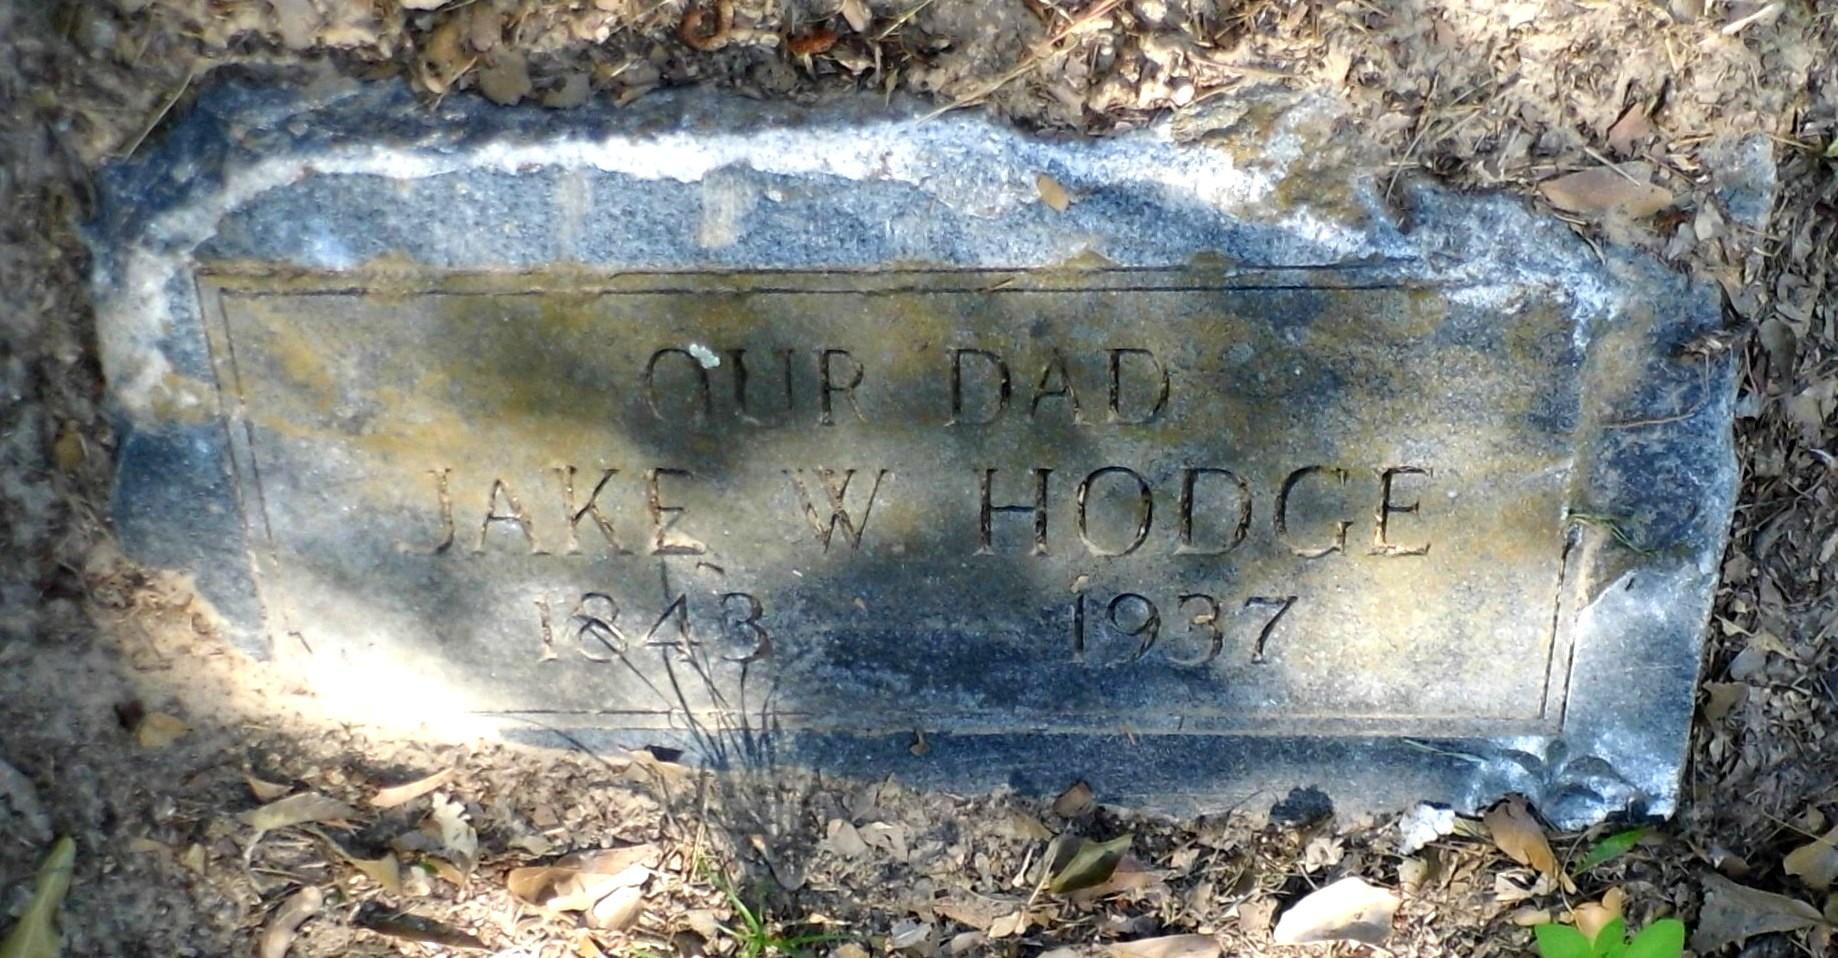 OUR DAD
JAKE W HODGE
1843 1937